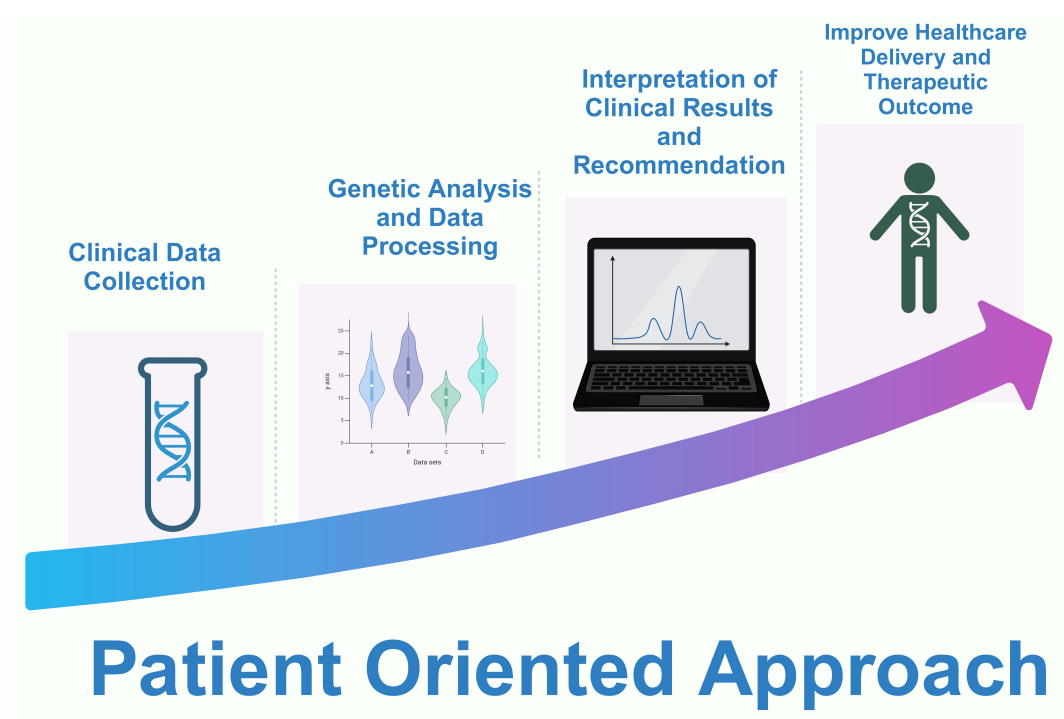 Clinical Data
Collection
Genetic Analysis
and Data
Processing
25
20
15
10
5
0
y axis
A B C D
Data sets
Interpretation of
Clinical Results
and
Recommendation
Improve Healthcare
Delivery and
Therapeutic
Outcome
Patient Oriented Approach